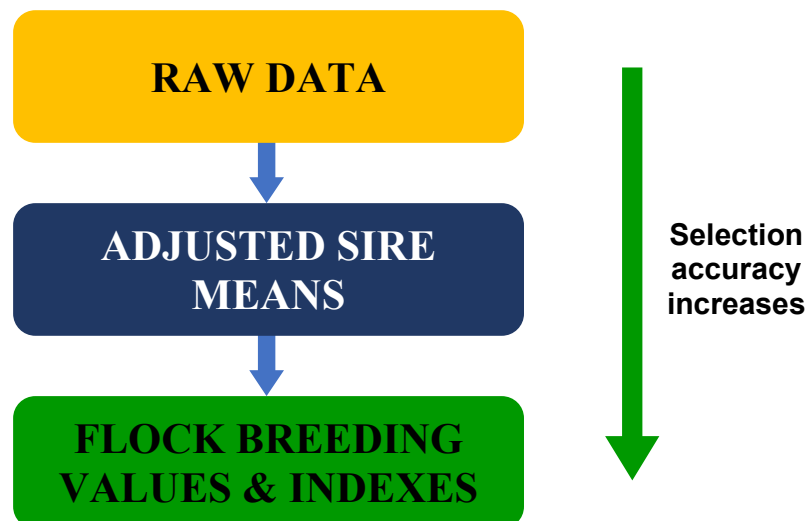 RAW DATA
ADJUSTED SIRE
MEANS
Selection
accuracy
increases
FLOCK BREEDING
VALUES & INDEXES